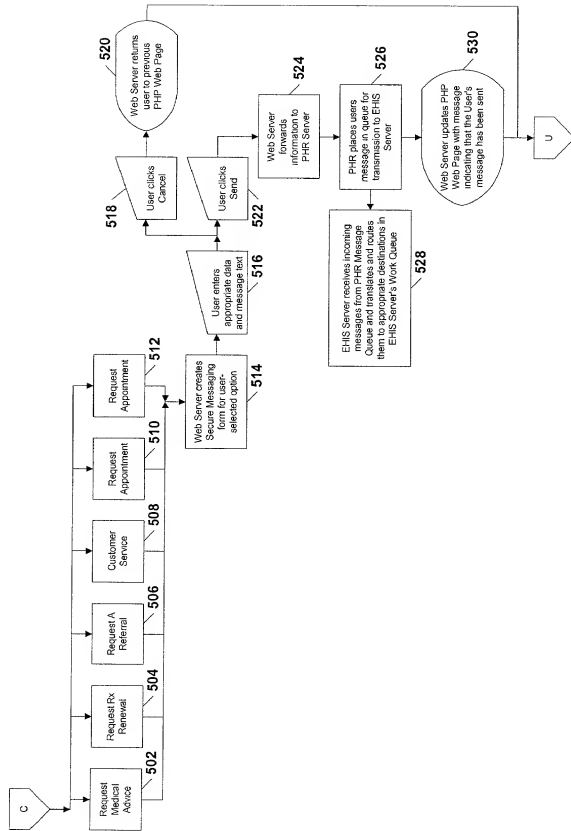 C
Request
Medical
Advice
502
Request Rx
Renewal
504
Request A
Referral
506
Customer
Service
508
Request
Appointment
510
Request
Appointment
512
Web Server creates
Secure Messaging
form for user-
selected option
514
User enters
appropriate data
and message text
516
User clicks
Cancel
518
Web Server returns
user to previous
PHP Web Page
520
User clicks
Send
522
Web Server
forwards
information to
PHR Server
524
PHR places users
message in queue for
transmission to EHIS
Server
526
EHIS Server receives incoming
messages from PHR Message
Queue and translates and routes
them to appropriate destinations in
EHIS Server's Work Queue
528
Web Server updates PHP
Web Page with message
indicating that the User's
message has been sent
530
U